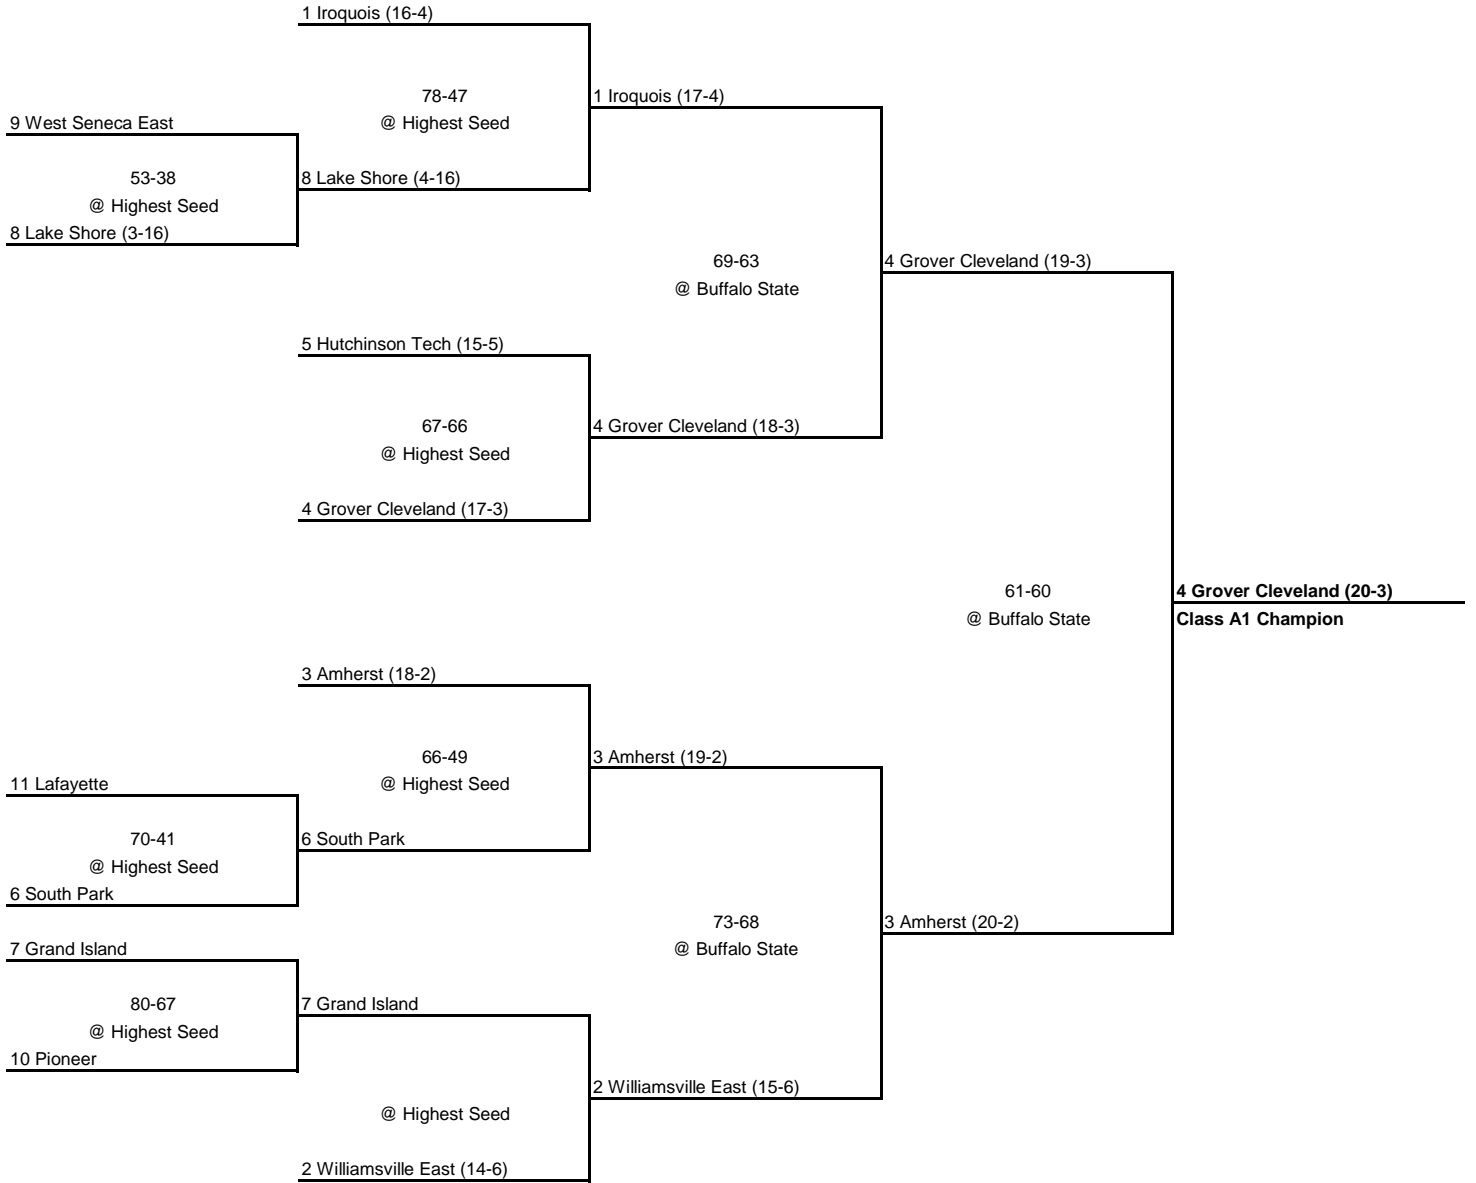 1 Iroquois (16-4)
78-47
1 Iroquois (17-4)
9 West Seneca East
@ Highest Seed
53-38
8 Lake Shore (4-16)
@ Highest Seed
8 Lake Shore (3-16)
69-63
4 Grover Cleveland (19-3)
@ Buffalo State
5 Hutchinson Tech (15-5)
67-66
4 Grover Cleveland (18-3)
@ Highest Seed
4 Grover Cleveland (17-3)
61-60
4 Grover Cleveland (20-3)
@ Buffalo State
Class A1 Champion
3 Amherst (18-2)
66-49
3 Amherst (19-2)
11 Lafayette
@ Highest Seed
70-41
6 South Park
@ Highest Seed
6 South Park
73-68
3 Amherst (20-2)
7 Grand Island
@ Buffalo State
80-67
7 Grand Island
@ Highest Seed
10 Pioneer
2 Williamsville East (15-6)
@ Highest Seed
2 Williamsville East (14-6)